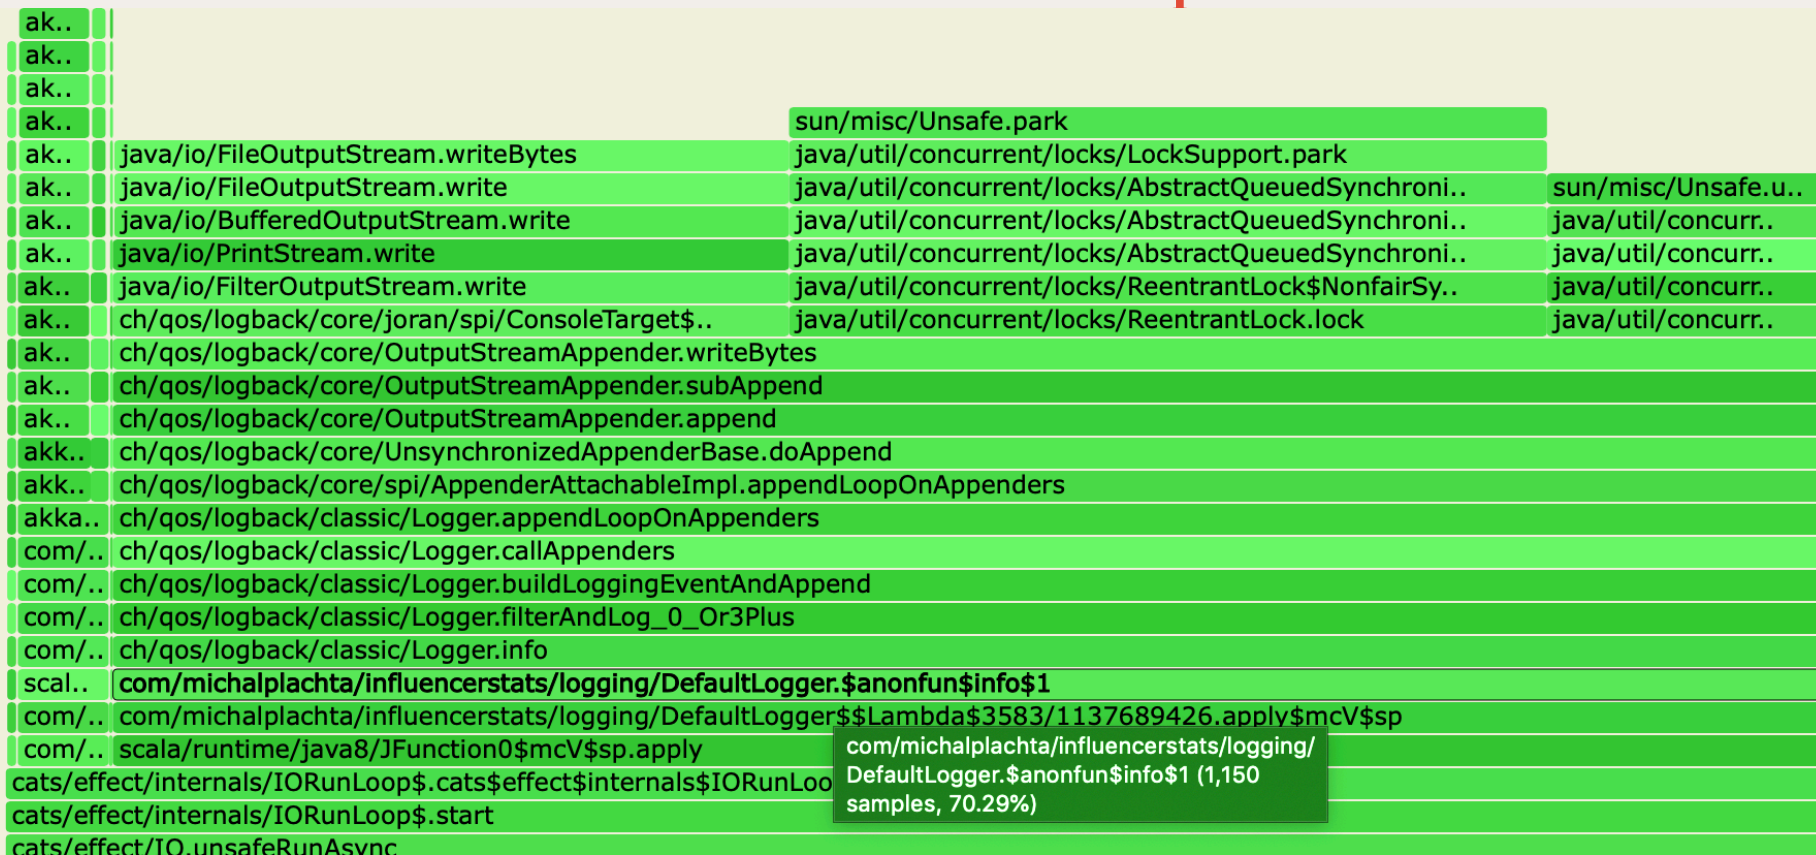 ak..
ak..
ak..
ak.. sun/misc/Unsafe.park
ak.. java/io/FileOutputStream.writeBytes java/util/concurrent/locks/LockSupport.park
ak.. java/io/FileOutputStream.write java/util/concurrent/locks/AbstractQueuedSynchroni.. sun/misc/Unsafe.u..
ak.. java/io/BufferedOutputStream.write java/util/concurrent/locks/AbstractQueuedSynchroni.. java/util/concurr..
ak.. java/io/PrintStream.write java/util/concurrent/locks/AbstractQueuedSynchroni.. java/util/concurr..
ak.. java/io/FilterOutputStream.write java/util/concurrent/locks/ReentrantLock$NonfairSy.. java/util/concurr..
ak.. ch/qos/logback/core/joran/spi/ConsoleTarget$.. java/util/concurrent/locks/ReentrantLock.lock java/util/concurr..
ak.. ch/qos/logback/core/OutputStreamAppender.writeBytes
ak.. ch/qos/logback/core/OutputStreamAppender.subAppend
ak.. ch/qos/logback/core/OutputStreamAppender.append
akk.. ch/qos/logback/core/UnsynchronizedAppenderBase.doAppend
akk.. ch/qos/logback/core/spi/AppenderAttachableImpl.appendLoopOnAppenders
akka.. ch/qos/logback/classic/Logger.appendLoopOnAppenders
com/.. ch/qos/logback/classic/Logger.callAppenders
com/.. ch/qos/logback/classic/Logger.buildLoggingEventAndAppend
com/.. ch/qos/logback/classic/Logger.filterAndLog_0_Or3Plus
com/.. ch/qos/logback/classic/Logger.info
scal.. com/michalplachta/influencerstats/logging/DefaultLogger.$anonfun$info$1
com/.. com/michalplachta/influencerstats/logging/DefaultLogger$$Lambda$3583/1137689426.apply$mcV$sp
com/.. scala/runtime/java8/JFunction0$mcV$sp.apply
cats/effect/internals/IORunLoop$.cats$effect$internals$IORunLoo
cats/effect/internals/IORunLoop$.start
cats/effect/IO.unsafeRunAsync
com/michalplachta/influencerstats/logging/
DefaultLogger.$anonfun$info$1 (1,150
samples, 70.29%)